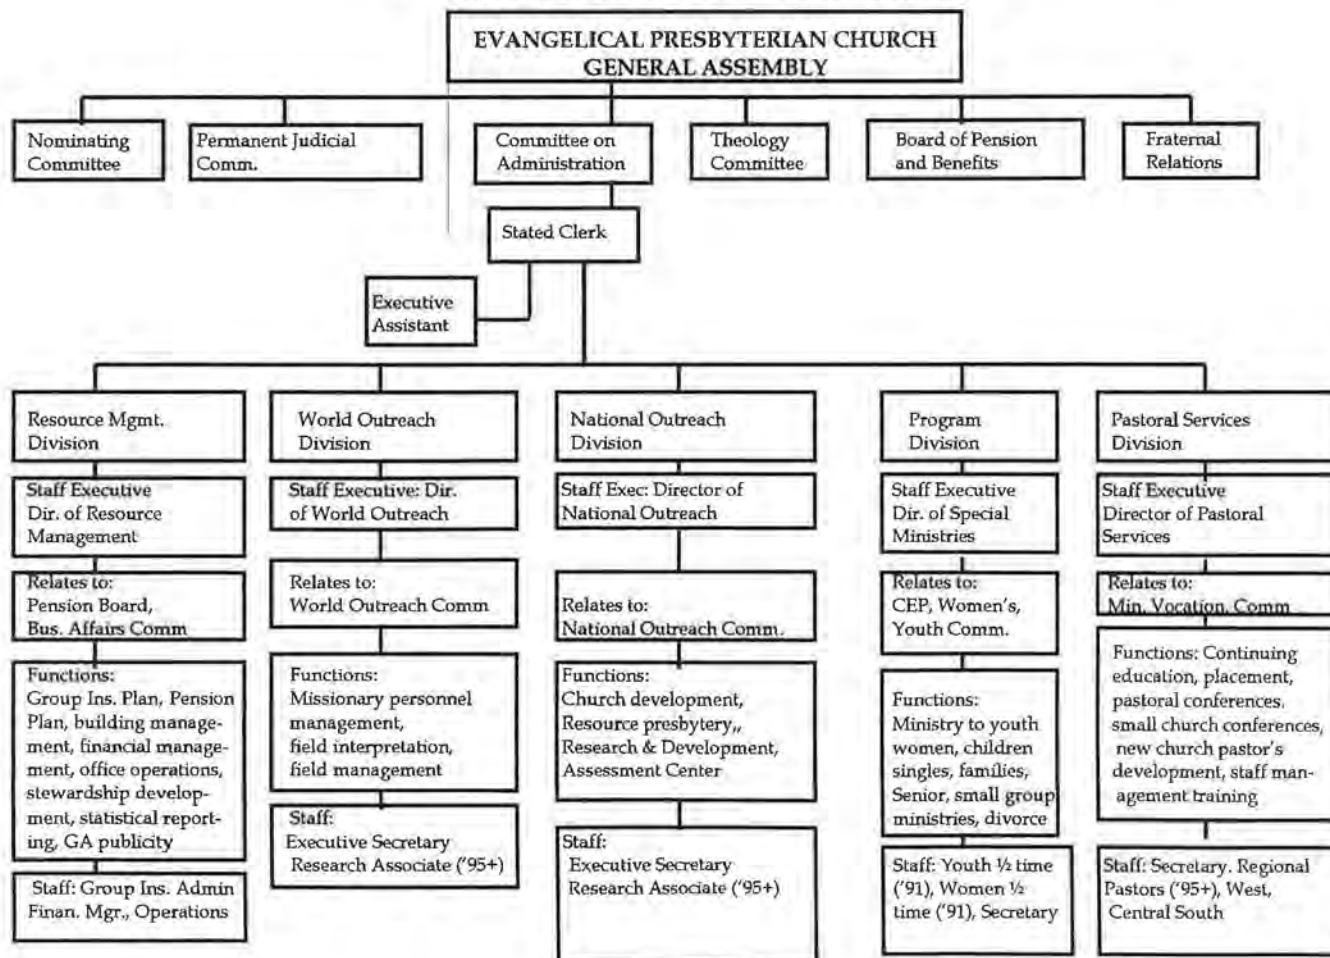 EVANGELICAL PRESBYTERIAN CHURCH
GENERAL ASSEMBLY
Nominating
Committee
Permanent Judicial
Comm.
Committee on
Administration
Theology
Committee
Board of Pension
and Benefits
Fraternal
Relations
Stated Clerk
Executive
Assistant
Resource Mgmt.
Division
World Outreach
Division
National Outreach
Division
Program
Division
Pastoral Services
Division
Staff Executive
Dir. of Resource
Management
Staff Executive: Dir.
of World Outreach
Staff Exec: Director of
National Outreach
Staff Executive
Dir. of Special
Ministries
Staff Executive
Director of Pastoral
Services
Relates to:
Pension Board,
Bus. Affairs Comm
Relates to:
World Outreach Comm
Relates to:
National Outreach Comm.
Relates to:
CEP, Women's,
Youth Comm.
Relates to:
Min. Vocation. Comm
Functions:
Group Ins. Plan, Pension
Plan, building manage-
ment, financial manage-
ment, office operations,
stewardship develop-
ment, statistical report-
ing, GA publicity
Functions:
Missionary personnel
management,
field interpretation,
field management
Functions:
Church development,
Resource presbytery,,
Research & Development,
Assessment Center
Functions:
Ministry to youth
women, children
singles, families,
Senior, small group
ministries, divorce
Functions: Continuing
education, placement,
pastoral conferences,
small church conferences,
new church pastor's
development, staff man-
agement training
Staff: Group Ins. Admin
Finan. Mgr., Operations
Staff:
Executive Secretary
Research Associate ('95+)
Staff:
Executive Secretary
Research Associate ('95+)
Staff: Youth ½ time
('91), Women ½
time ('91), Secretary
Staff: Secretary. Regional
Pastors ('95+), West,
Central South